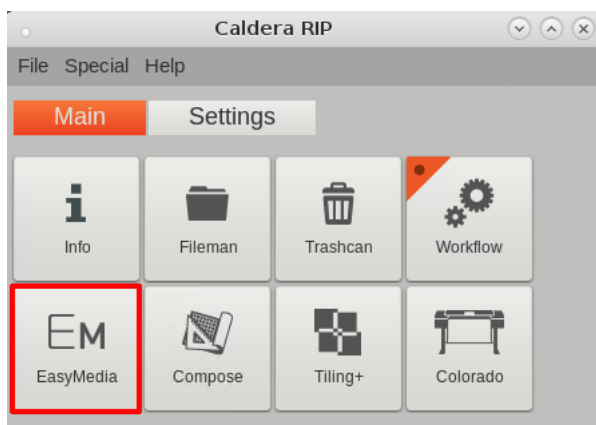 Caldera RIP
File Special Help
Main Settings
Info Fileman Trashcan Workflow
EM
EasyMedia Compose Tiling+ Colorado